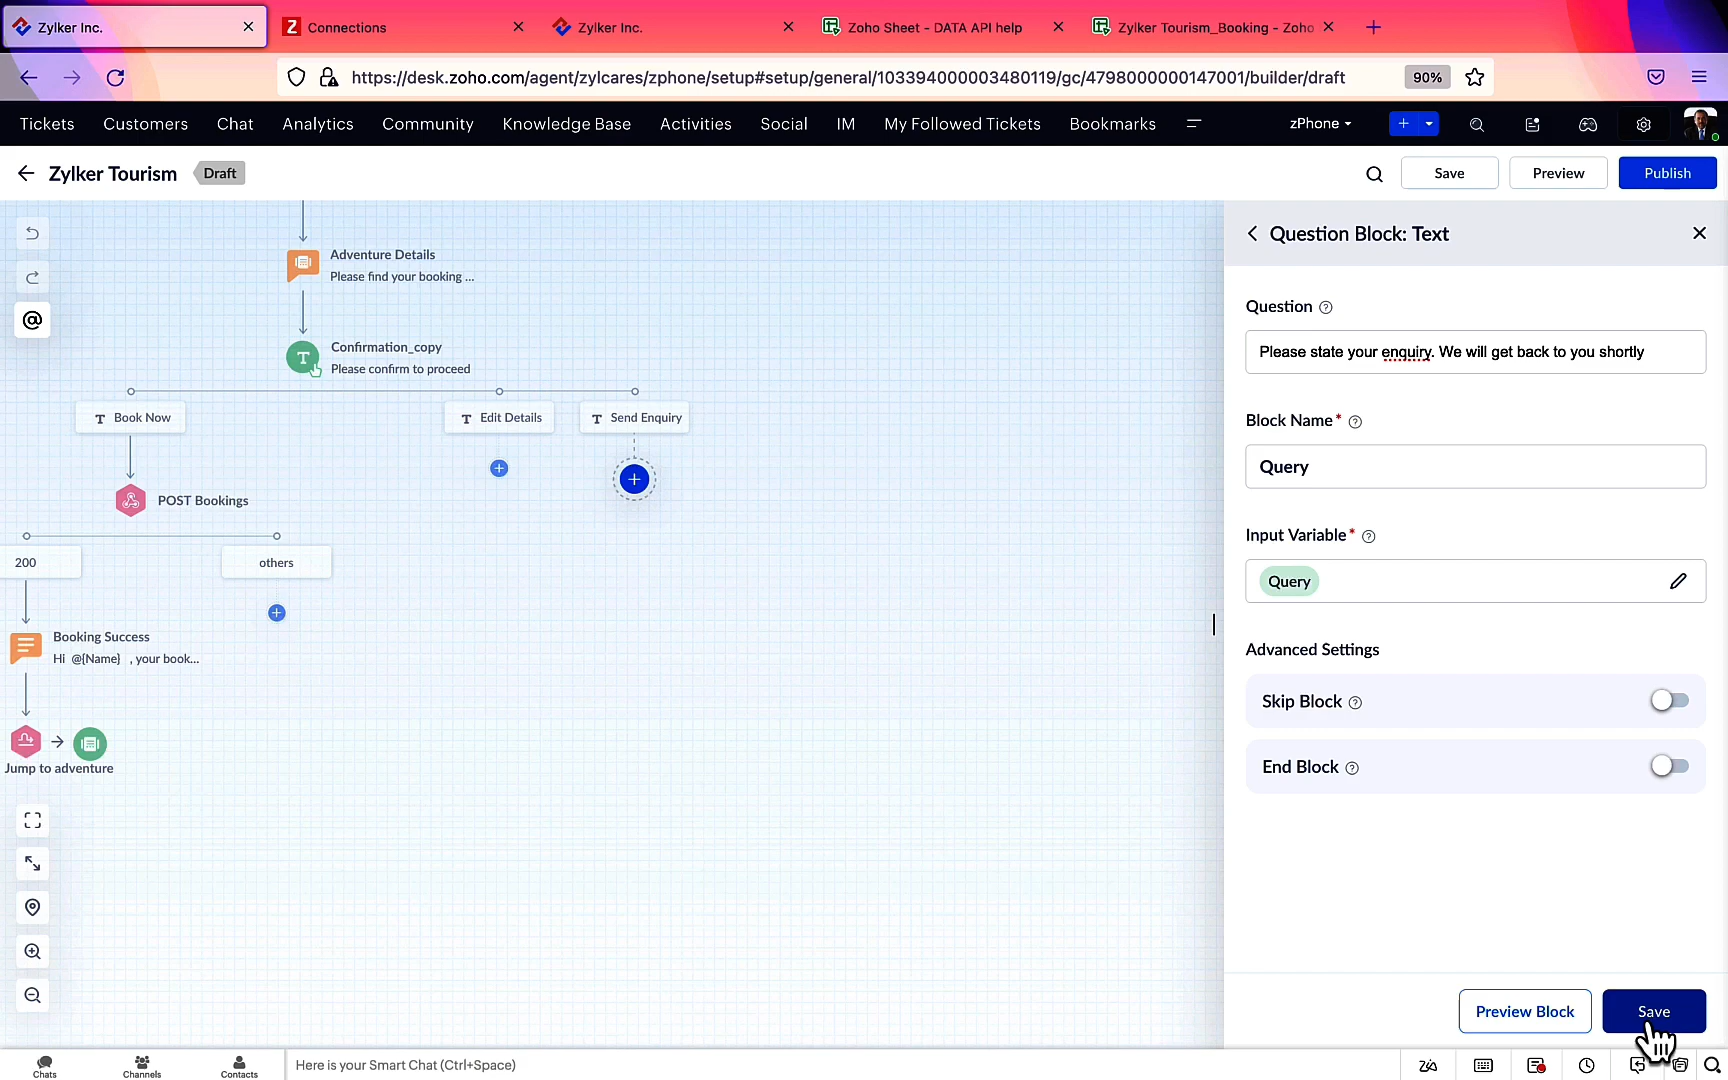 Zylker Inc.
Connections
Zylker Inc.
Zoho Sheet - DATA API help
Zylker Tourism_Booking - Zoho
https://desk.zoho.com/agent/zylcares/zphone/setup#setup/general/103394000003480119/gc/4798000000147001/builder/draft
90%
Tickets
Customers
Chat
Analytics
Community
Knowledge Base
Activities
Social
IM
My Followed Tickets
Bookmarks
zPhone
Zylker Tourism
Draft
Save
Preview
Publish
Adventure Details
Please find your booking ...
Confirmation_copy
Please confirm to proceed
T Book Now
T Edit Details
T Send Enquiry
POST Bookings
200
others
Booking Success
Hi @{Name} , your book...
Jump to adventure
Question Block: Text
Question
Please state your enquiry. We will get back to you shortly
Block Name*
Query
Input Variable*
Query
Advanced Settings
Skip Block
End Block
Preview Block
Save
Chats
Channels
Contacts
Here is your Smart Chat (Ctrl+Space)